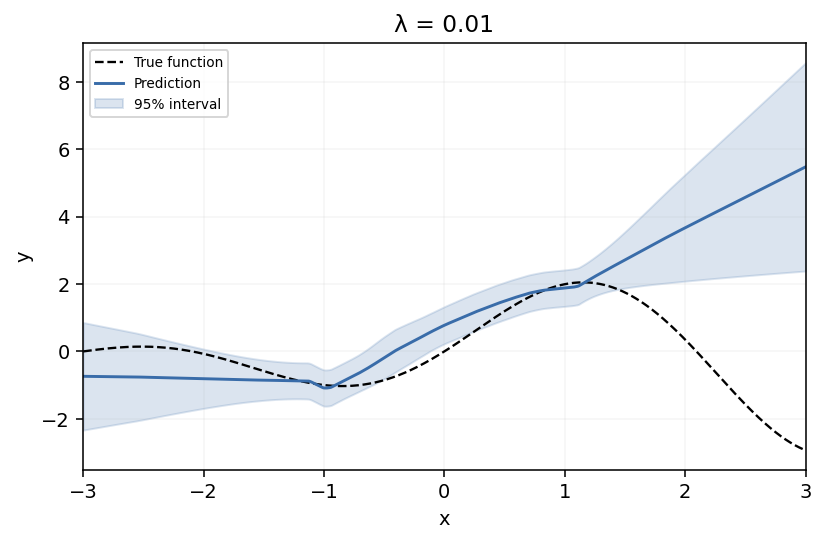 λ = 0.01
True function
Prediction
95% interval
y
8
6
4
2
0
−2
−3 −2 −1 0 1 2 3
x